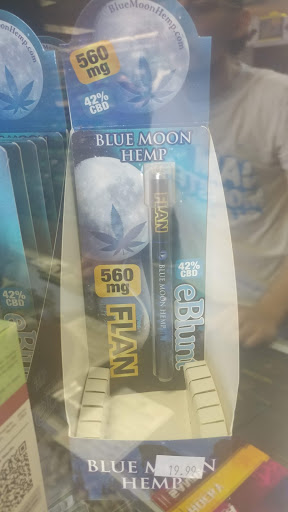 BlueMoonHemp.com
560
mg
42%
CBD
BLUE MOON
HEMP
FLAN
BLUE MOON HEMP
42%
CBD
eBlunt
560
mg
FLAN
42%
CBD
BLUE MOON
HEMP
19.99